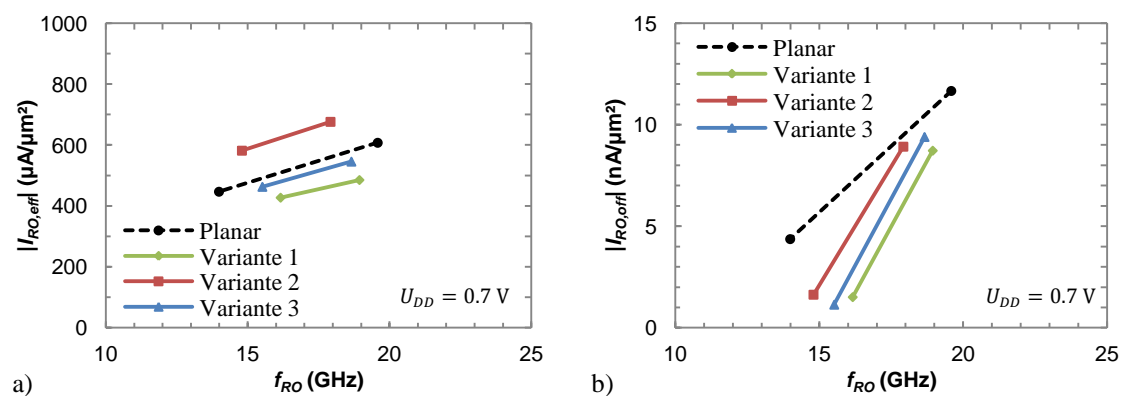 1000
800
600
400
200
0
|I_RO,eff| (µA/µm²)
Planar
Variante 1
Variante 2
Variante 3
U_DD = 0.7 V
10 15 20 25
a) f_RO (GHz)
15
10
5
0
|I_RO,off| (nA/µm²)
Planar
Variante 1
Variante 2
Variante 3
U_DD = 0.7 V
10 15 20 25
b) f_RO (GHz)